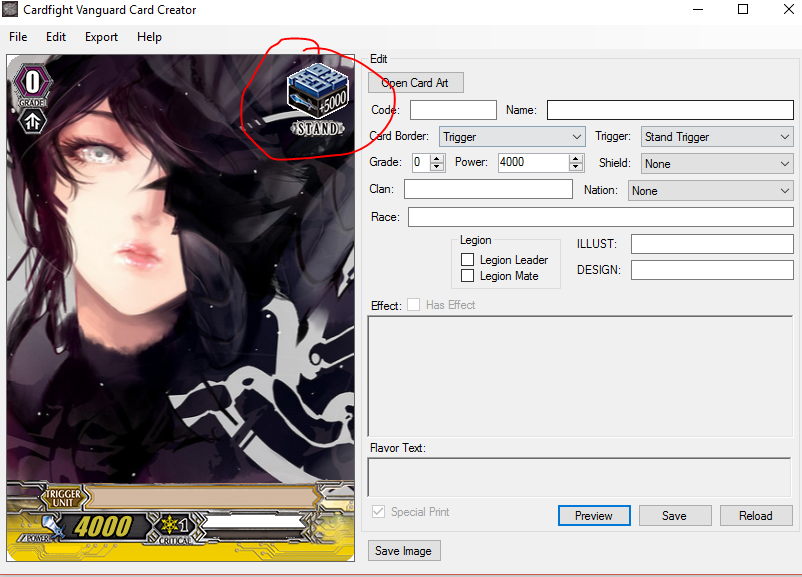 Cardfight Vanguard Card Creator
File Edit Export Help
0
GRADE
+5000
STAND
TRIGGER
UNIT
POWER 4000 1
CRITICAL
Edit
Open Card Art
Code: Name:
Card Border: Trigger Trigger: Stand Trigger
Grade: 0 Power: 4000 Shield: None
Clan: Nation: None
Race:
Legion
Legion Leader
Legion Mate
ILLUST:
DESIGN:
Effect: Has Effect
Flavor Text:
Special Print Preview Save Reload
Save Image